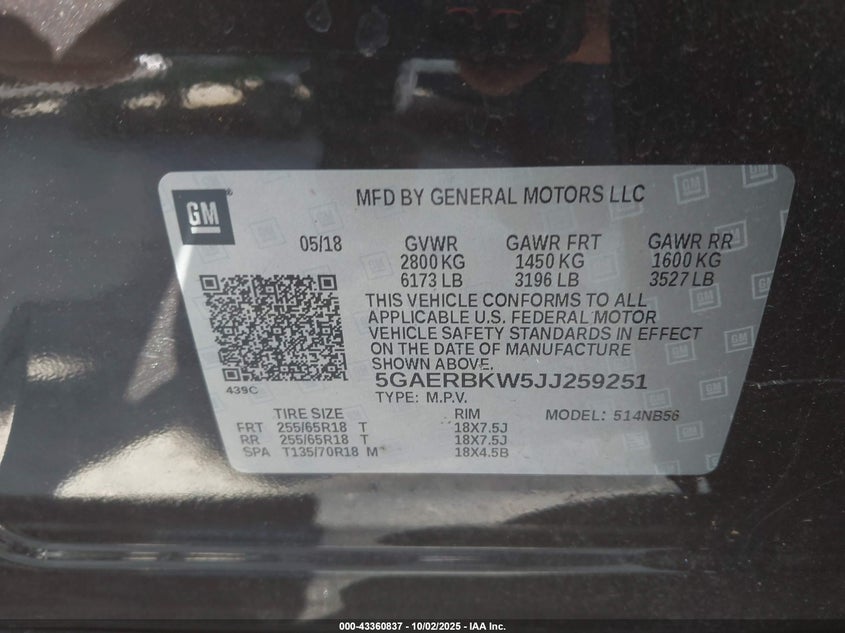 GM ®
MFD BY GENERAL MOTORS LLC
05/18 GVWR GAWR FRT GAWR RR
2800 KG 1450 KG 1600 KG
6173 LB 3196 LB 3527 LB
THIS VEHICLE CONFORMS TO ALL
APPLICABLE U.S. FEDERAL MOTOR
VEHICLE SAFETY STANDARDS IN EFFECT
ON THE DATE OF MANUFACTURE
SHOWN ABOVE.
439C 5GAERBKW5JJ259251
TYPE: M.P.V.
TIRE SIZE RIM MODEL: 514NB56
FRT 255/65R18 T 18X7.5J
RR 255/65R18 T 18X7.5J
SPA T135/70R18 M 18X4.5B
000-43360837 - 10/02/2025 - IAA Inc.